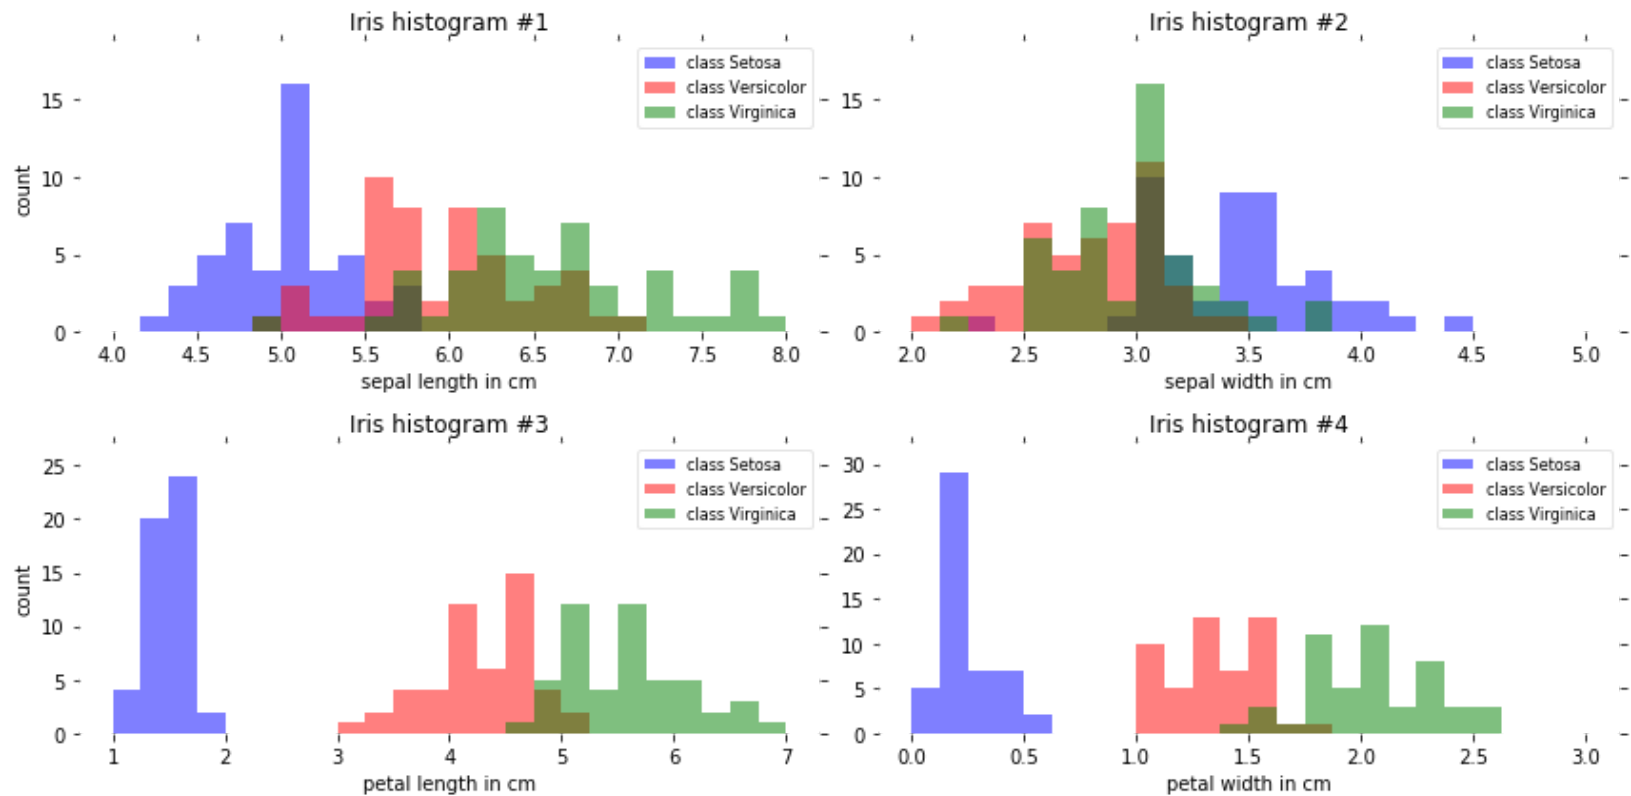 Iris histogram #1
class Setosa
class Versicolor
class Virginica
count
15
10
5
0
4.0 4.5 5.0 5.5 6.0 6.5 7.0 7.5 8.0
sepal length in cm
Iris histogram #2
class Setosa
class Versicolor
class Virginica
15
10
5
0
2.0 2.5 3.0 3.5 4.0 4.5 5.0
sepal width in cm
Iris histogram #3
class Setosa
class Versicolor
class Virginica
count
25
20
15
10
5
0
1 2 3 4 5 6 7
petal length in cm
Iris histogram #4
class Setosa
class Versicolor
class Virginica
30
25
20
15
10
5
0
0.0 0.5 1.0 1.5 2.0 2.5 3.0
petal width in cm